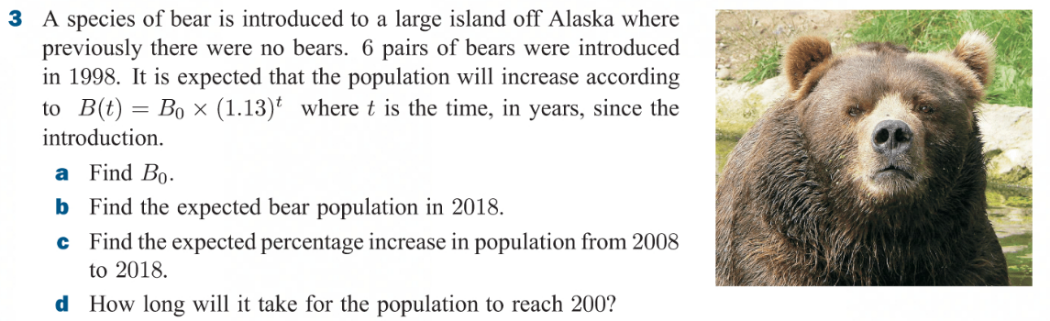 3 A species of bear is introduced to a large island off Alaska where
previously there were no bears. 6 pairs of bears were introduced
in 1998. It is expected that the population will increase according
to B(t) = B₀ × (1.13)ᵗ where t is the time, in years, since the
introduction.
a Find B₀.
b Find the expected bear population in 2018.
c Find the expected percentage increase in population from 2008
to 2018.
d How long will it take for the population to reach 200?